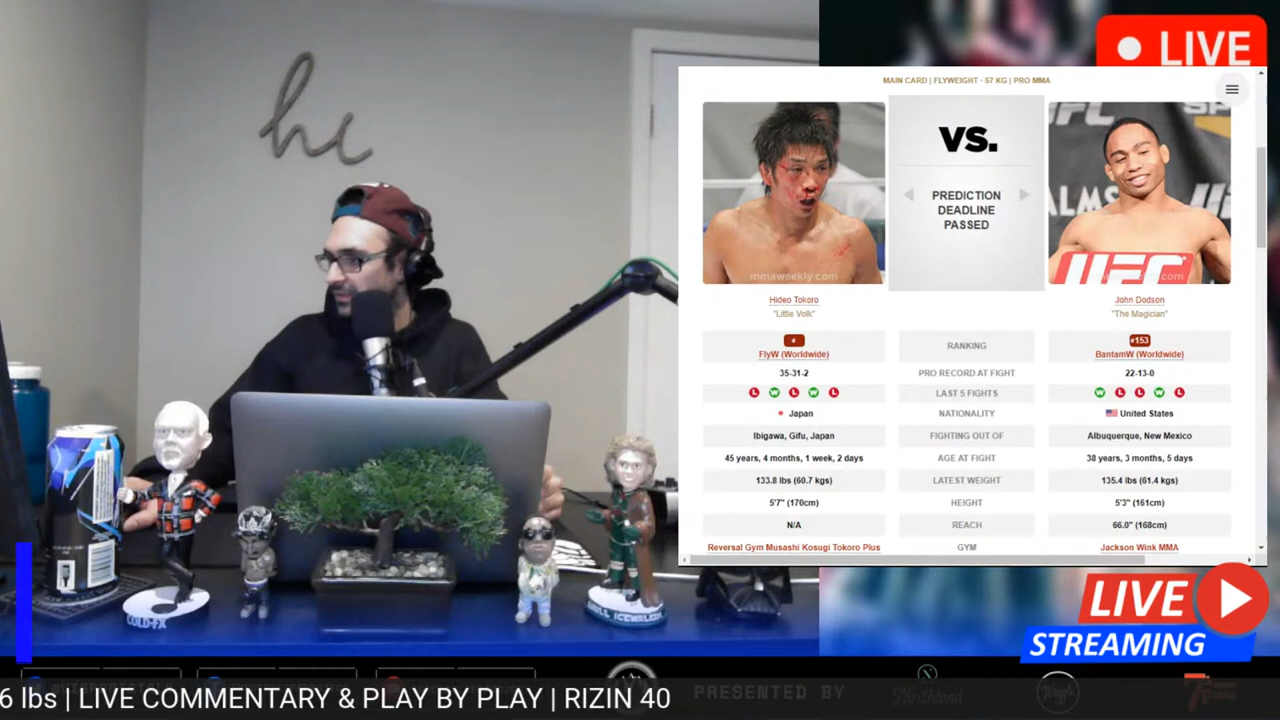 hi
LIVE
MAIN CARD | FLYWEIGHT · 57 KG | PRO MMA
VS.
PREDICTION
DEADLINE
PASSED
mmaweekly.com
UFC
Hideo Tokoro
"Little Volk"
John Dodson
"The Magician"
#
FlyW (Worldwide)
RANKING
#153
BantamW (Worldwide)
35-31-2
PRO RECORD AT FIGHT
22-13-0
L W L W L
LAST 5 FIGHTS
W L L W L
Japan
NATIONALITY
United States
Ibigawa, Gifu, Japan
FIGHTING OUT OF
Albuquerque, New Mexico
45 years, 4 months, 1 week, 2 days
AGE AT FIGHT
38 years, 3 months, 5 days
133.8 lbs (60.7 kg)
LATEST WEIGHT
135.4 lbs (61.4 kg)
5'7" (170cm)
HEIGHT
5'3" (161cm)
N/A
REACH
66.0" (168cm)
Reversal Gym Musashi Kosugi Tokoro Plus
GYM
Jackson Wink MMA
COLD-FX
LIVE
STREAMING
PRESENTED BY
Northland
6 lbs | LIVE COMMENTARY & PLAY BY PLAY | RIZIN 40